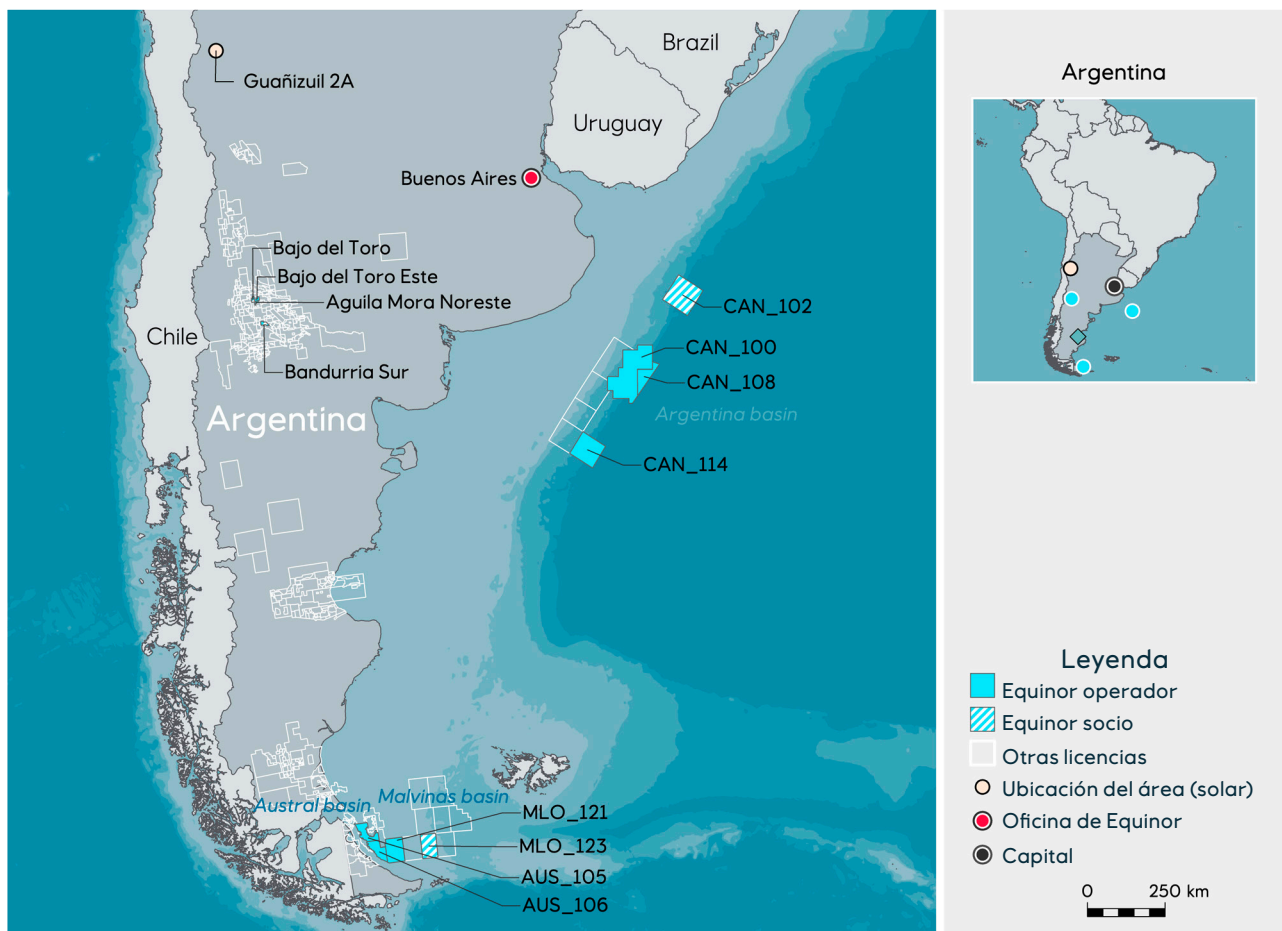 Brazil
Guañizuil 2A
Uruguay
Buenos Aires
Bajo del Toro
Bajo del Toro Este
Aguila Mora Noreste
CAN_102
Chile
CAN_100
Bandurria Sur
CAN_108
Argentina
Argentina basin
CAN_114
Malvinas basin
Austral basin
MLO_121
MLO_123
AUS_105
AUS_106
Argentina
Leyenda
Equinor operador
Equinor socio
Otras licencias
Ubicación del área (solar)
Oficina de Equinor
Capital
0 250 km